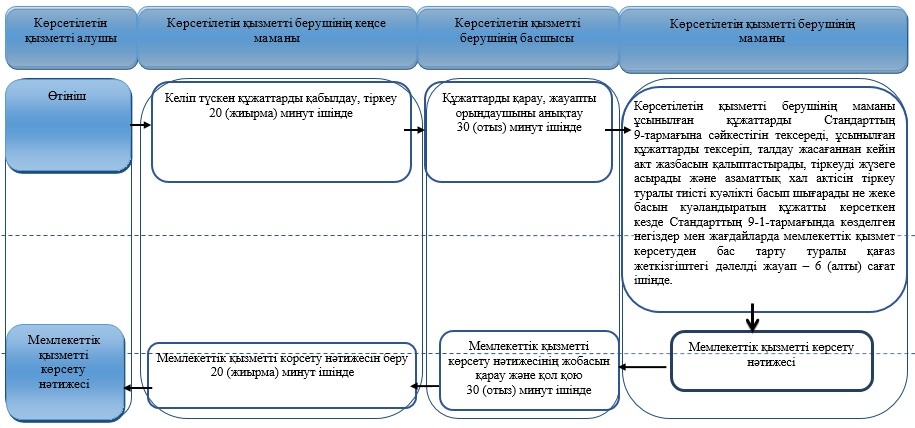 Көрсетілетін
қызметті алушы
Көрсетілетін қызметті берушінің кеңсе
маманы
Көрсетілетін қызметті
берушінің басшысы
Көрсетілетін қызметті берушінің
маманы
Өтініш
Келіп түскен құжаттарды қабылдау, тіркеу
20 (жиырма) минут ішінде
Құжаттарды қарау, жауапты
орындаушыны анықтау
30 (отыз) минут ішінде
Көрсетілетін қызметті берушінің маманы
ұсынылған құжаттарды Стандарттың
9-тармағына сәйкестігін тексереді, ұсынылған
құжаттарды тексеріп, талдау жасағаннан кейін
акт жазбасын қалыптастырады, тіркеуді жүзеге
асырады және азаматтық хал актісін тіркеу
туралы тиісті куәлікті басып шығарады не жеке
басын куәландыратын құжатты көрсеткен
кезде Стандарттың 9-1-тармағында көзделген
негіздер мен жағдайларда мемлекеттік қызмет
көрсетуден бас тарту туралы қағаз
жеткізгіштегі дәлелді жауап – 6 (алты) сағат
ішінде.
Мемлекеттік
қызметті
көрсету
нәтижесі
Мемлекеттік қызметті корсету нәтижесін беру
20 (жиырма) минут ішінде
Мемлекеттік қызметті
көрсету нәтижесінің жобасын
қарау және қол қою
30 (отыз) минут ішінде
Мемлекеттік қызметті көрсету
нәтижесі